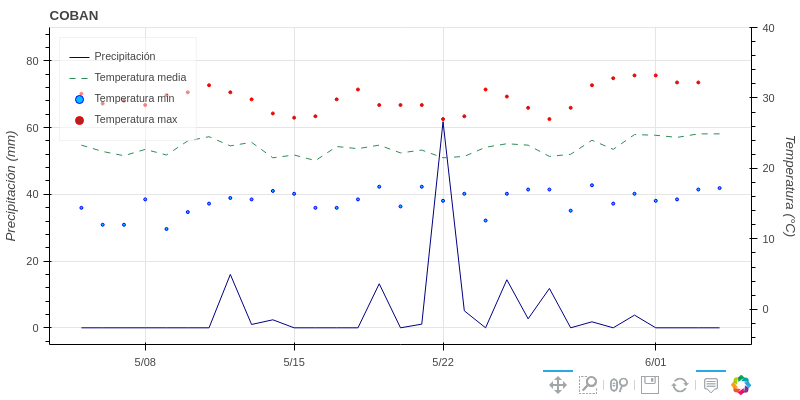 COBAN
Precipitación
Temperatura media
Temperatura min
Temperatura max
80
60
40
20
0
Precipitación (mm)
40
30
20
10
0
Temperatura (°C)
5/08
5/15
5/22
6/01